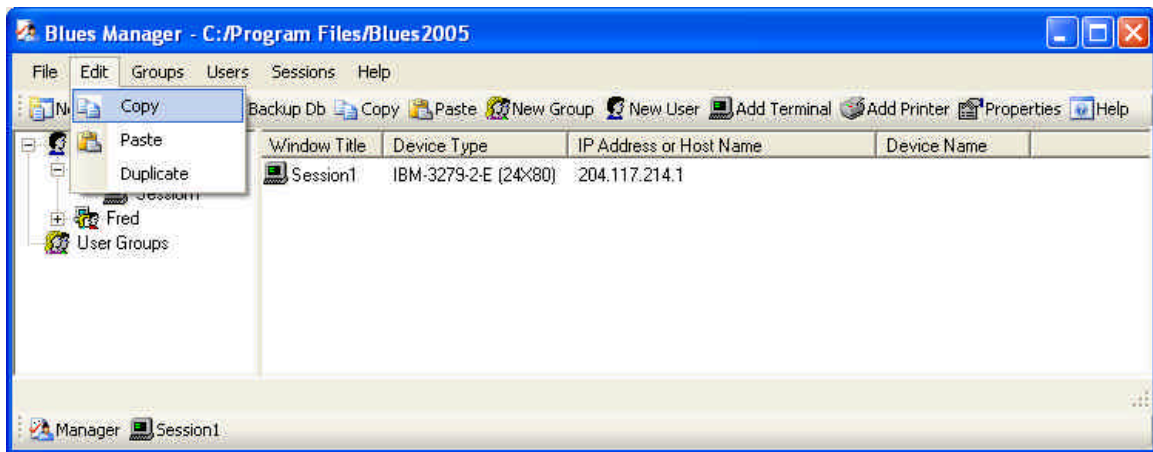 Blues Manager - C:/Program Files/Blues2005
File Edit Groups Users Sessions Help
Backup Db Copy Paste New Group New User Add Terminal Add Printer Properties Help
Copy
Paste
Duplicate
Window Title Device Type IP Address or Host Name Device Name
Session1 IBM-3279-2-E (24X80) 204.117.214.1
Session1
Fred
User Groups
Manager Session1